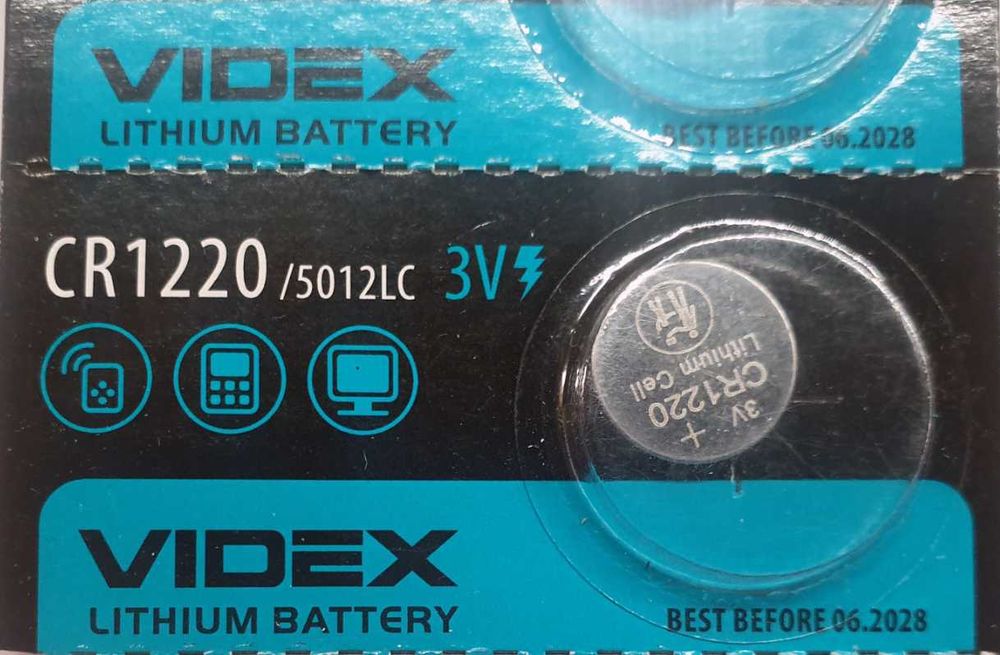 VIDEX
LITHIUM BATTERY
BEST BEFORE 06.2028
CR1220 /5012LC 3V
Lithium Cell
CR1220
3V
+
VIDEX
LITHIUM BATTERY
BEST BEFORE 06.2028